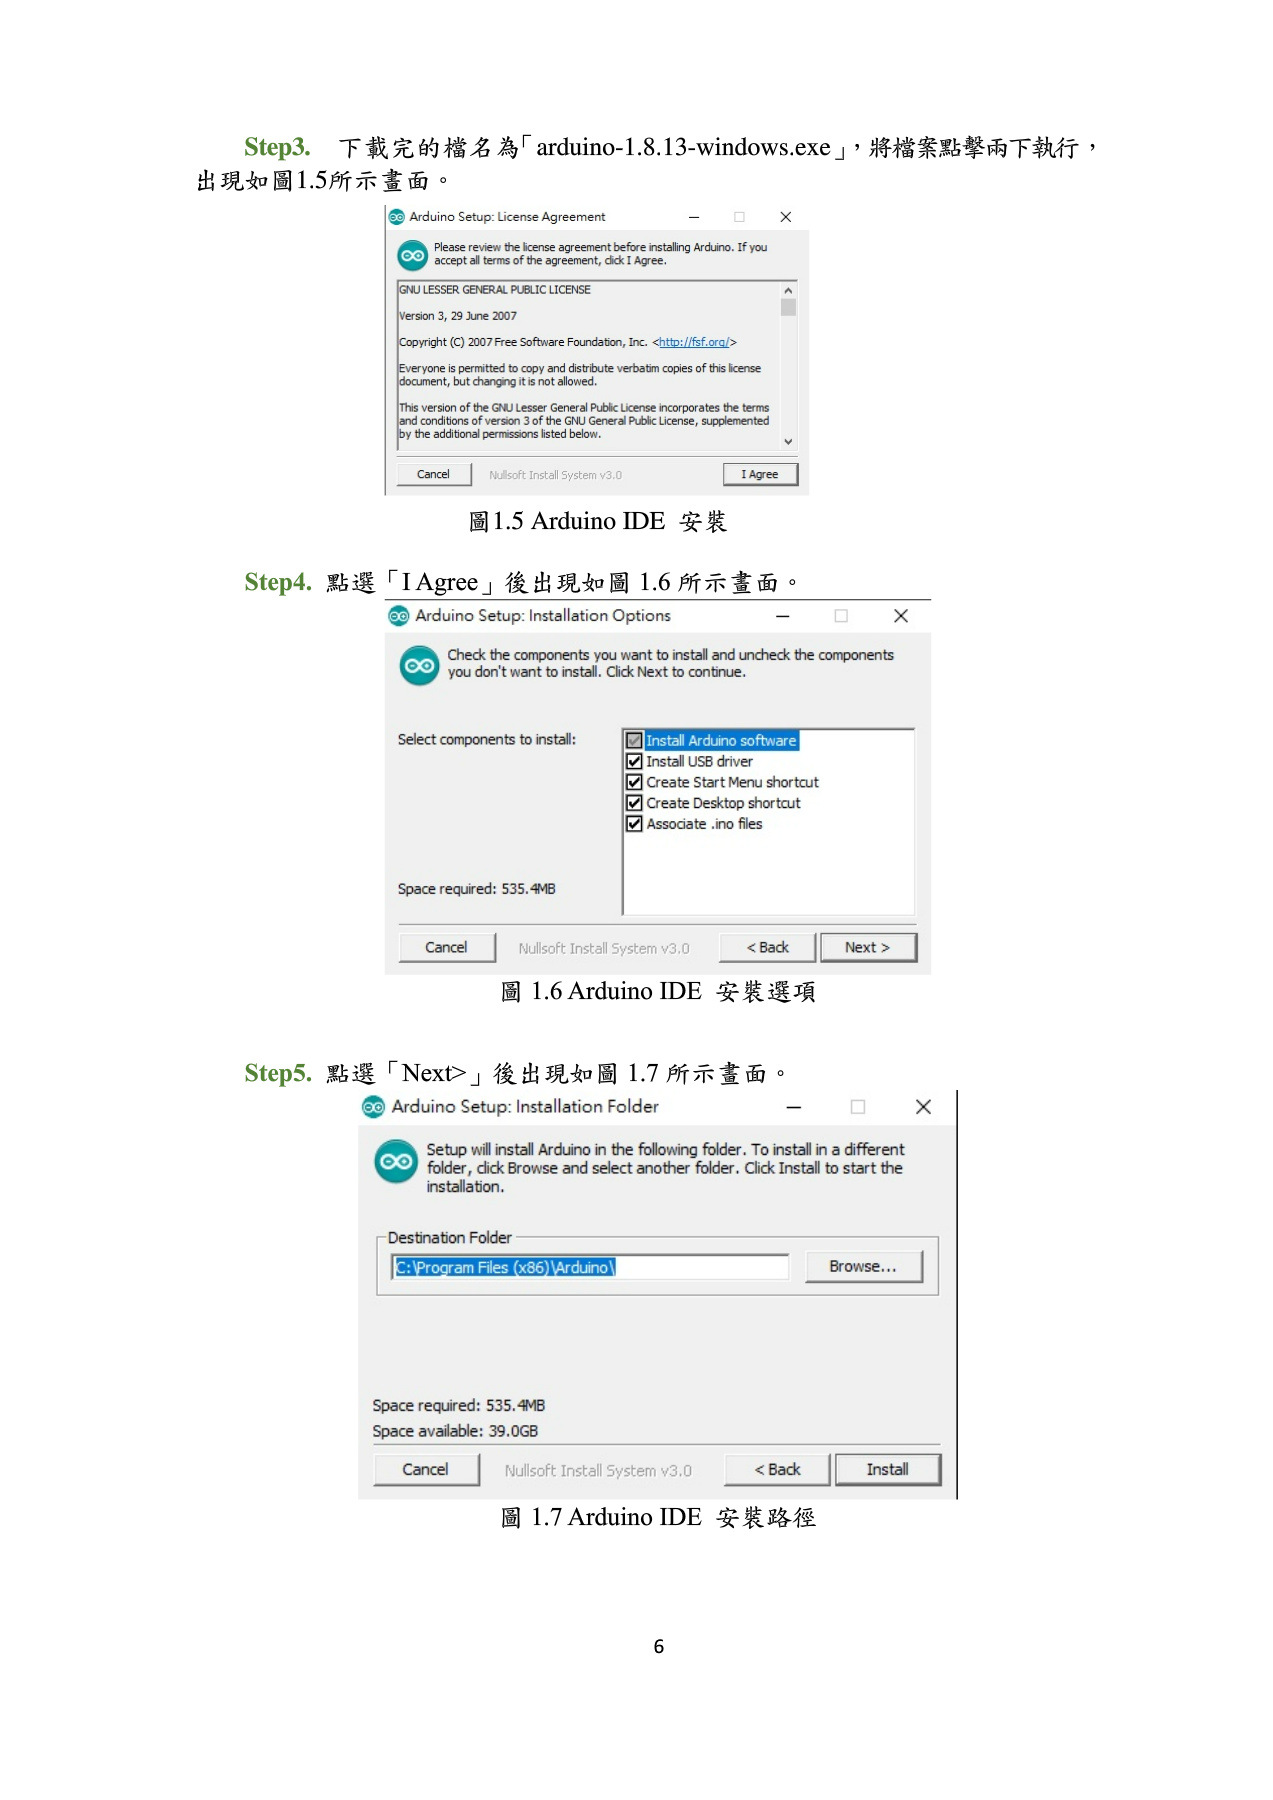 Step3. 下載完的檔名為「arduino-1.8.13-windows.exe」，將檔案點擊兩下執行，
出現如圖1.5所示畫面。
Arduino Setup: License Agreement
Please review the license agreement before installing Arduino. If you
accept all terms of the agreement, click I Agree.
GNU LESSER GENERAL PUBLIC LICENSE
Version 3, 29 June 2007
Copyright (C) 2007 Free Software Foundation, Inc. <http://fsf.org/>
Everyone is permitted to copy and distribute verbatim copies of this license
document, but changing it is not allowed.
This version of the GNU Lesser General Public License incorporates the terms
and conditions of version 3 of the GNU General Public License, supplemented
by the additional permissions listed below.
Cancel Nullsoft Install System v3.0 I Agree
圖1.5 Arduino IDE 安裝
Step4. 點選「I Agree」後出現如圖 1.6 所示畫面。
Arduino Setup: Installation Options
Check the components you want to install and uncheck the components
you don't want to install. Click Next to continue.
Select components to install: Install Arduino software
Install USB driver
Create Start Menu shortcut
Create Desktop shortcut
Associate .ino files
Space required: 535.4MB
Cancel Nullsoft Install System v3.0 < Back Next >
圖 1.6 Arduino IDE 安裝選項
Step5. 點選「Next>」後出現如圖 1.7 所示畫面。
Arduino Setup: Installation Folder
Setup will install Arduino in the following folder. To install in a different
folder, click Browse and select another folder. Click Install to start the
installation.
Destination Folder
C:\Program Files (x86)\Arduino\ Browse...
Space required: 535.4MB
Space available: 39.0GB
Cancel Nullsoft Install System v3.0 < Back Install
圖 1.7 Arduino IDE 安裝路徑
6